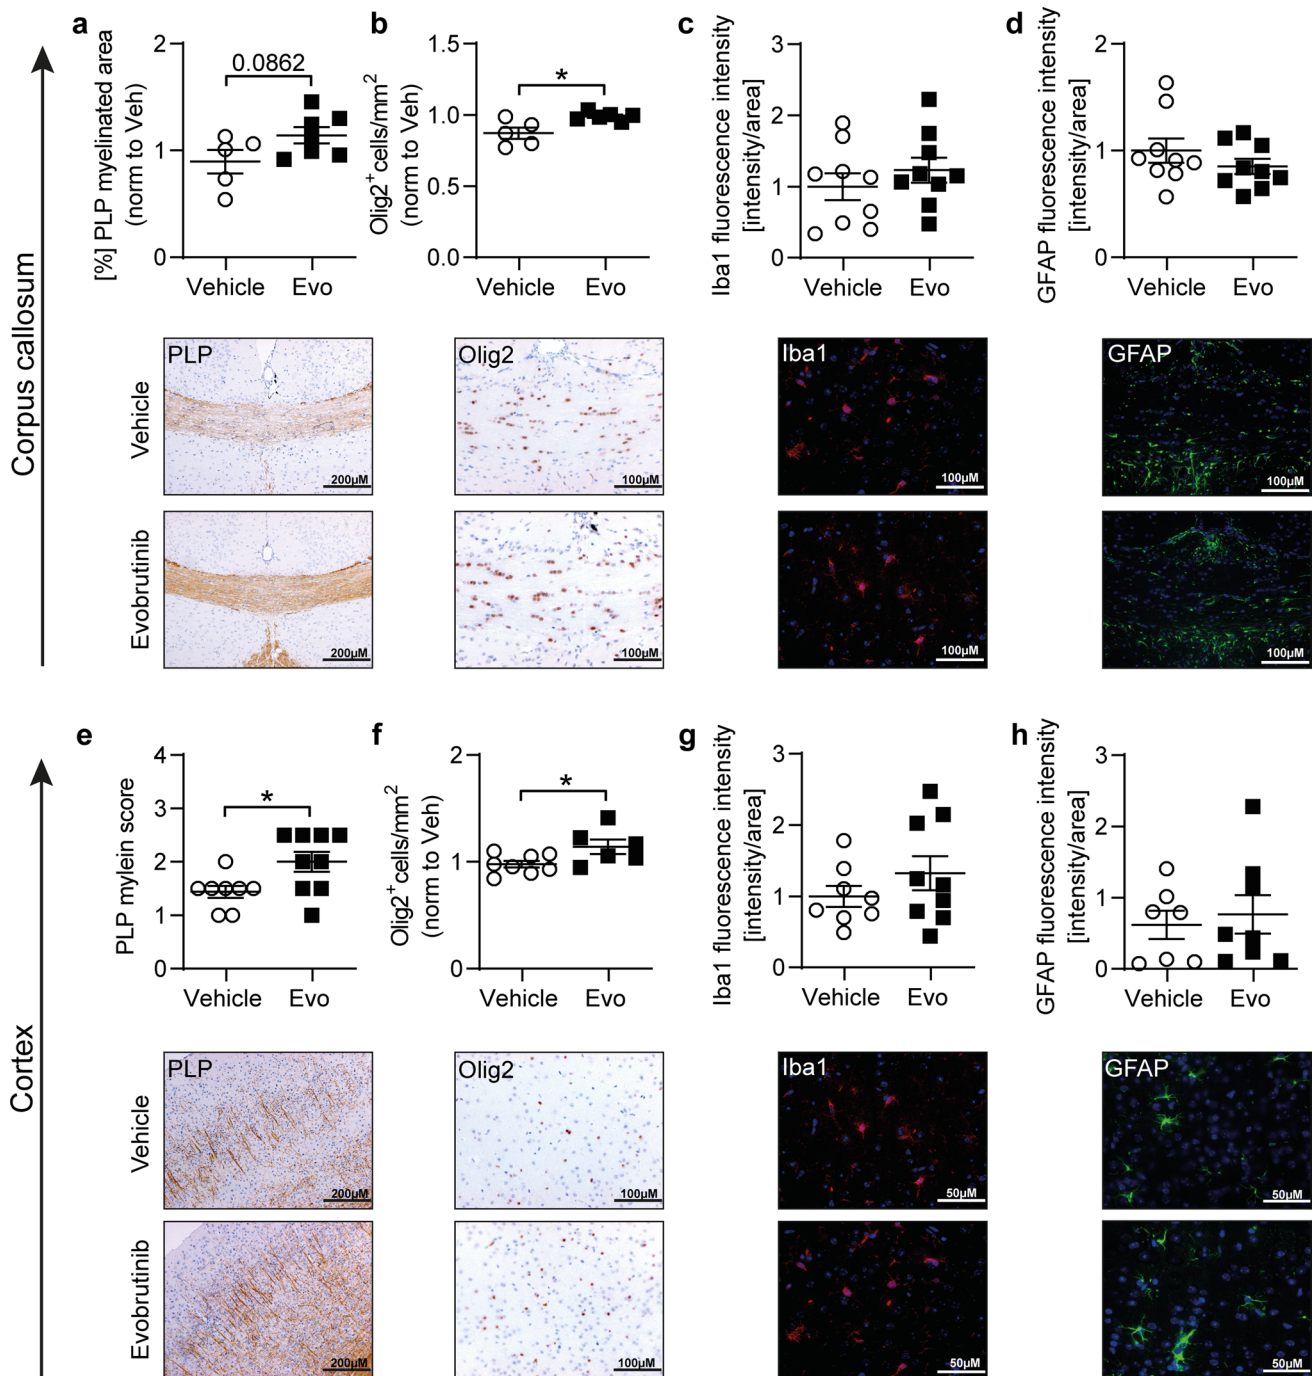 a
b
c
d
[%] PLP myelinated area
(norm to Veh)
2
1
0
0.0862
Vehicle
Evo
Olig2+cells/mm2
(norm to Veh)
1.5
1.0
0.5
0.0
*
Vehicle
Evo
Iba1 fluorescence intensity
[intensity/area]
3
2
1
0
Vehicle
Evo
GFAP fluorescence intensity
[intensity/area]
2
1
0
Vehicle
Evo
Corpus callosum
Vehicle
PLP
200µM
Olig2
100µM
Iba1
100µM
GFAP
100µM
Evobrutinib
200µM
100µM
100µM
100µM
e
f
g
h
PLP mylein score
4
3
2
1
0
*
Vehicle
Evo
Olig2+cells/mm2
(norm to Veh)
2
1
0
*
Vehicle
Evo
Iba1 fluorescence intensity
[intensity/area]
3
2
1
0
Vehicle
Evo
GFAP fluorescence intensity
[intensity/area]
3
2
1
0
Vehicle
Evo
Cortex
Vehicle
PLP
200µM
Olig2
100µM
Iba1
50µM
GFAP
50µM
Evobrutinib
200µM
100µM
50µM
50µM